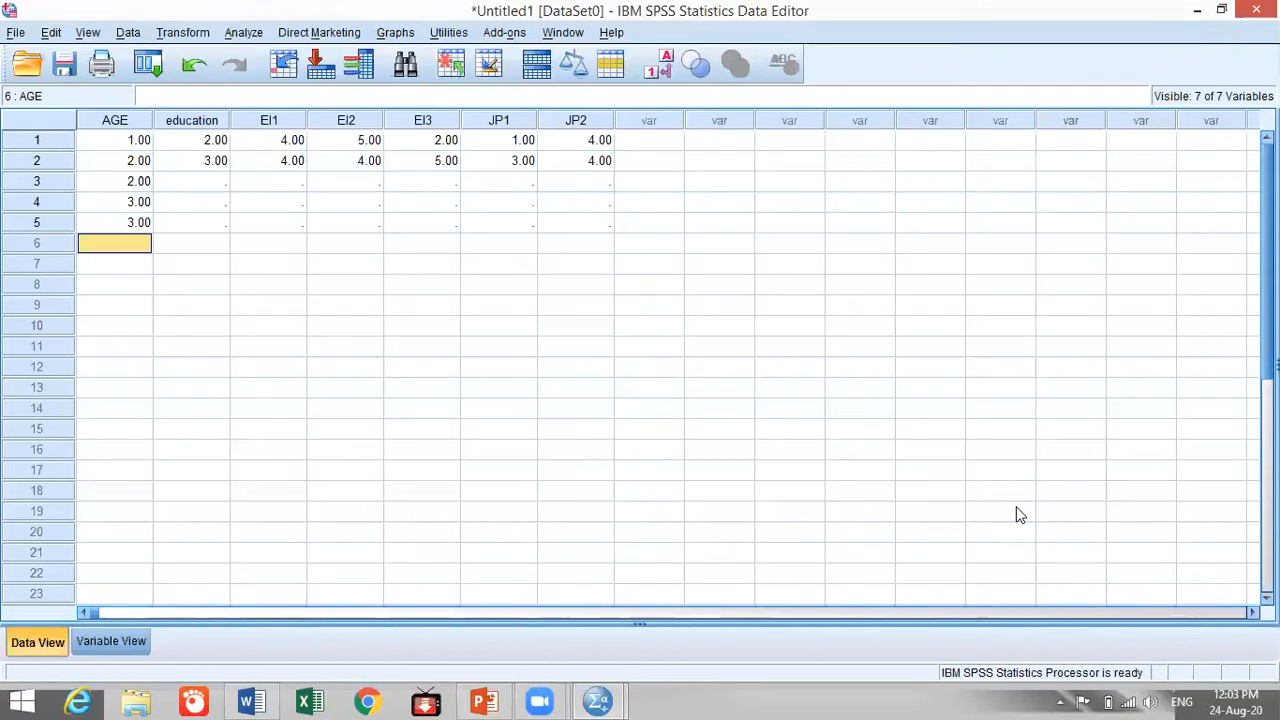 *Untitled1 [DataSet0] - IBM SPSS Statistics Data Editor
File Edit View Data Transform Analyze Direct Marketing Graphs Utilities Add-ons Window Help
6 : AGE Visible: 7 of 7 Variables
AGE education EI1 EI2 EI3 JP1 JP2 var var var var var var var var var
1 1.00 2.00 4.00 5.00 2.00 1.00 4.00
2 2.00 3.00 4.00 4.00 5.00 3.00 4.00
3 2.00 . . . . . .
4 3.00 . . . . . .
5 3.00 . . . . . .
6
7
8
9
10
11
12
13
14
15
16
17
18
19
20
21
22
23
Data View Variable View
IBM SPSS Statistics Processor is ready
ENG 12:03 PM
24-Aug-20